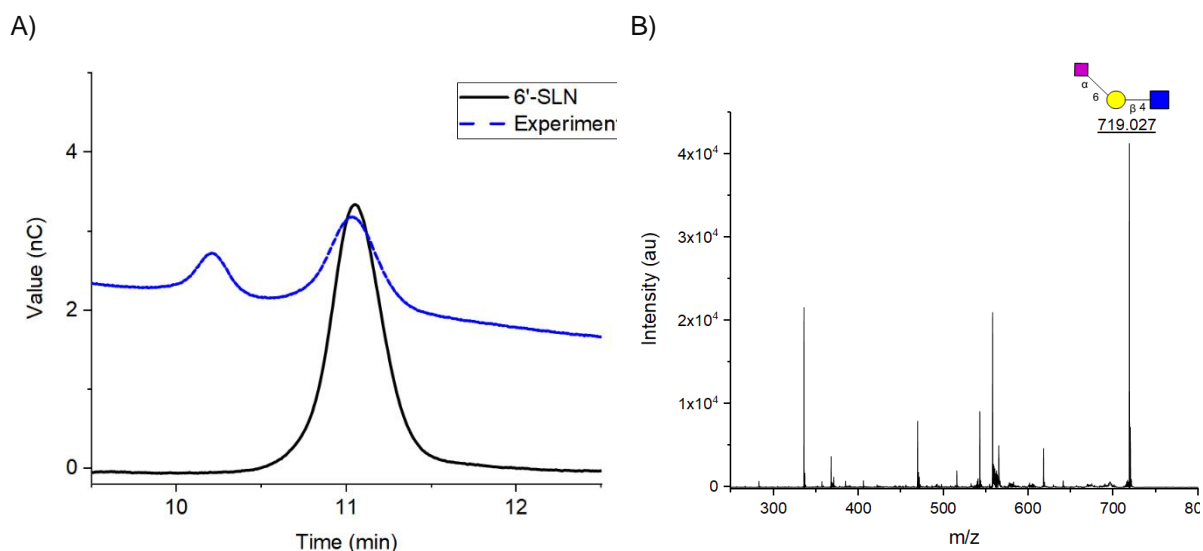 A)
6'-SLN
Experiment
4
2
0
Value (nC)
10
11
12
Time (min)
B)
α
6
β 4
719.027
4x10⁴
3x10⁴
2x10⁴
1x10⁴
0
Intensity (au)
300
400
500
600
700
80
m/z